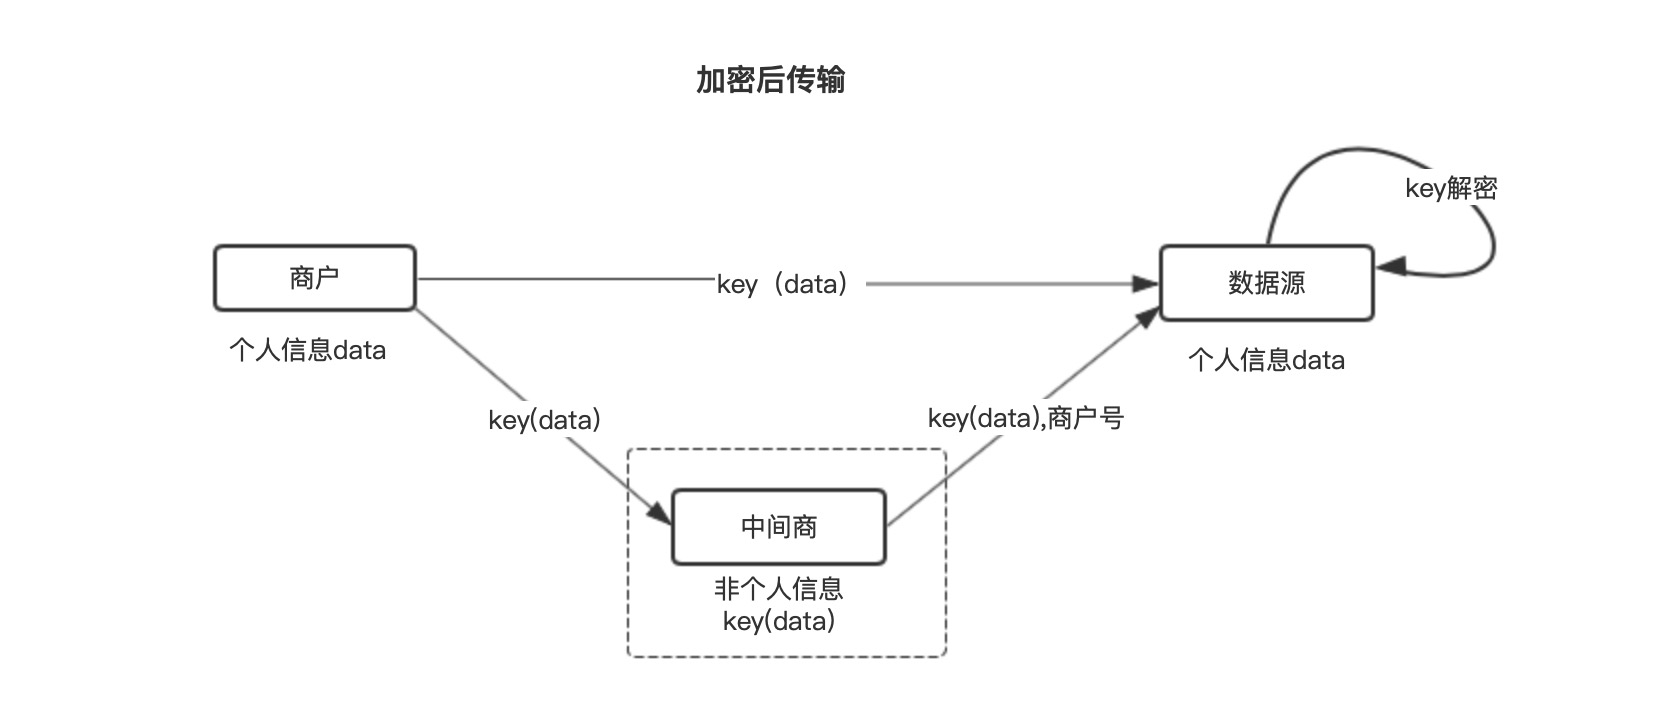 加密后传输
key解密
商户
key（data）
数据源
个人信息data
个人信息data
key(data)
key(data),商户号
中间商
非个人信息
key(data)